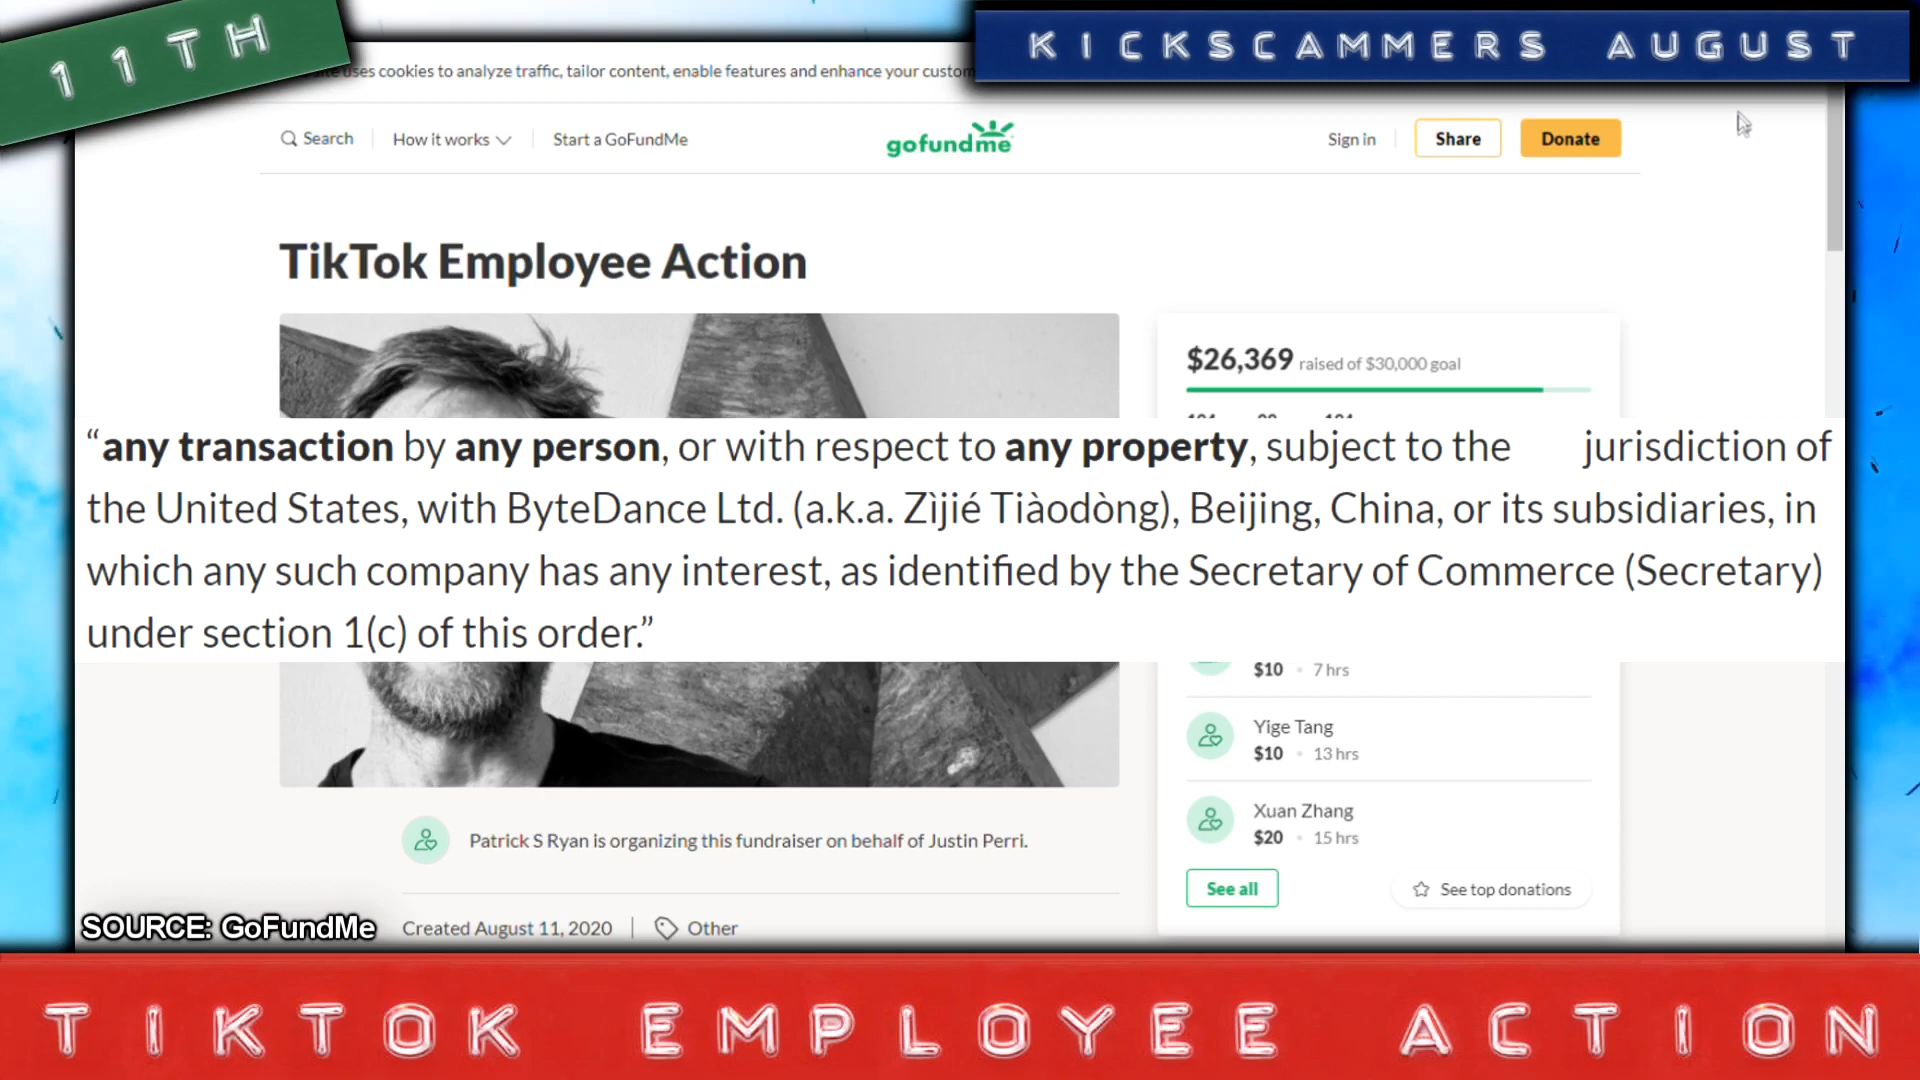 11TH
KICKSCAMMERS AUGUST
uses cookies to analyze traffic, tailor content, enable features and enhance your
Search
How it works
Start a GoFundMe
gofundme
Sign in
Share
Donate
TikTok Employee Action
$26,369 raised of $30,000 goal
“any transaction by any person, or with respect to any property, subject to the jurisdiction of
the United States, with ByteDance Ltd. (a.k.a. Zìjié Tiàodòng), Beijing, China, or its subsidiaries, in
which any such company has any interest, as identified by the Secretary of Commerce (Secretary)
under section 1(c) of this order.”
$10 • 7 hrs
Yige Tang
$10 • 13 hrs
Xuan Zhang
$20 • 15 hrs
See all
See top donations
Patrick S Ryan is organizing this fundraiser on behalf of Justin Perri.
SOURCE: GoFundMe
Created August 11, 2020
Other
TIKTOK EMPLOYEE ACTION